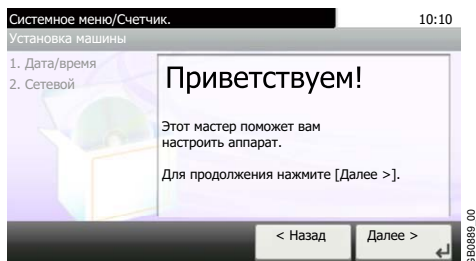 Системное меню/Счетчик.
10:10
Установка машины
1. Дата/время
2. Сетевой
Приветствуем!
Этот мастер поможет вам
настроить аппарат.
Для продолжения нажмите [Далее >].
< Назад
Далее >
GB0889_00